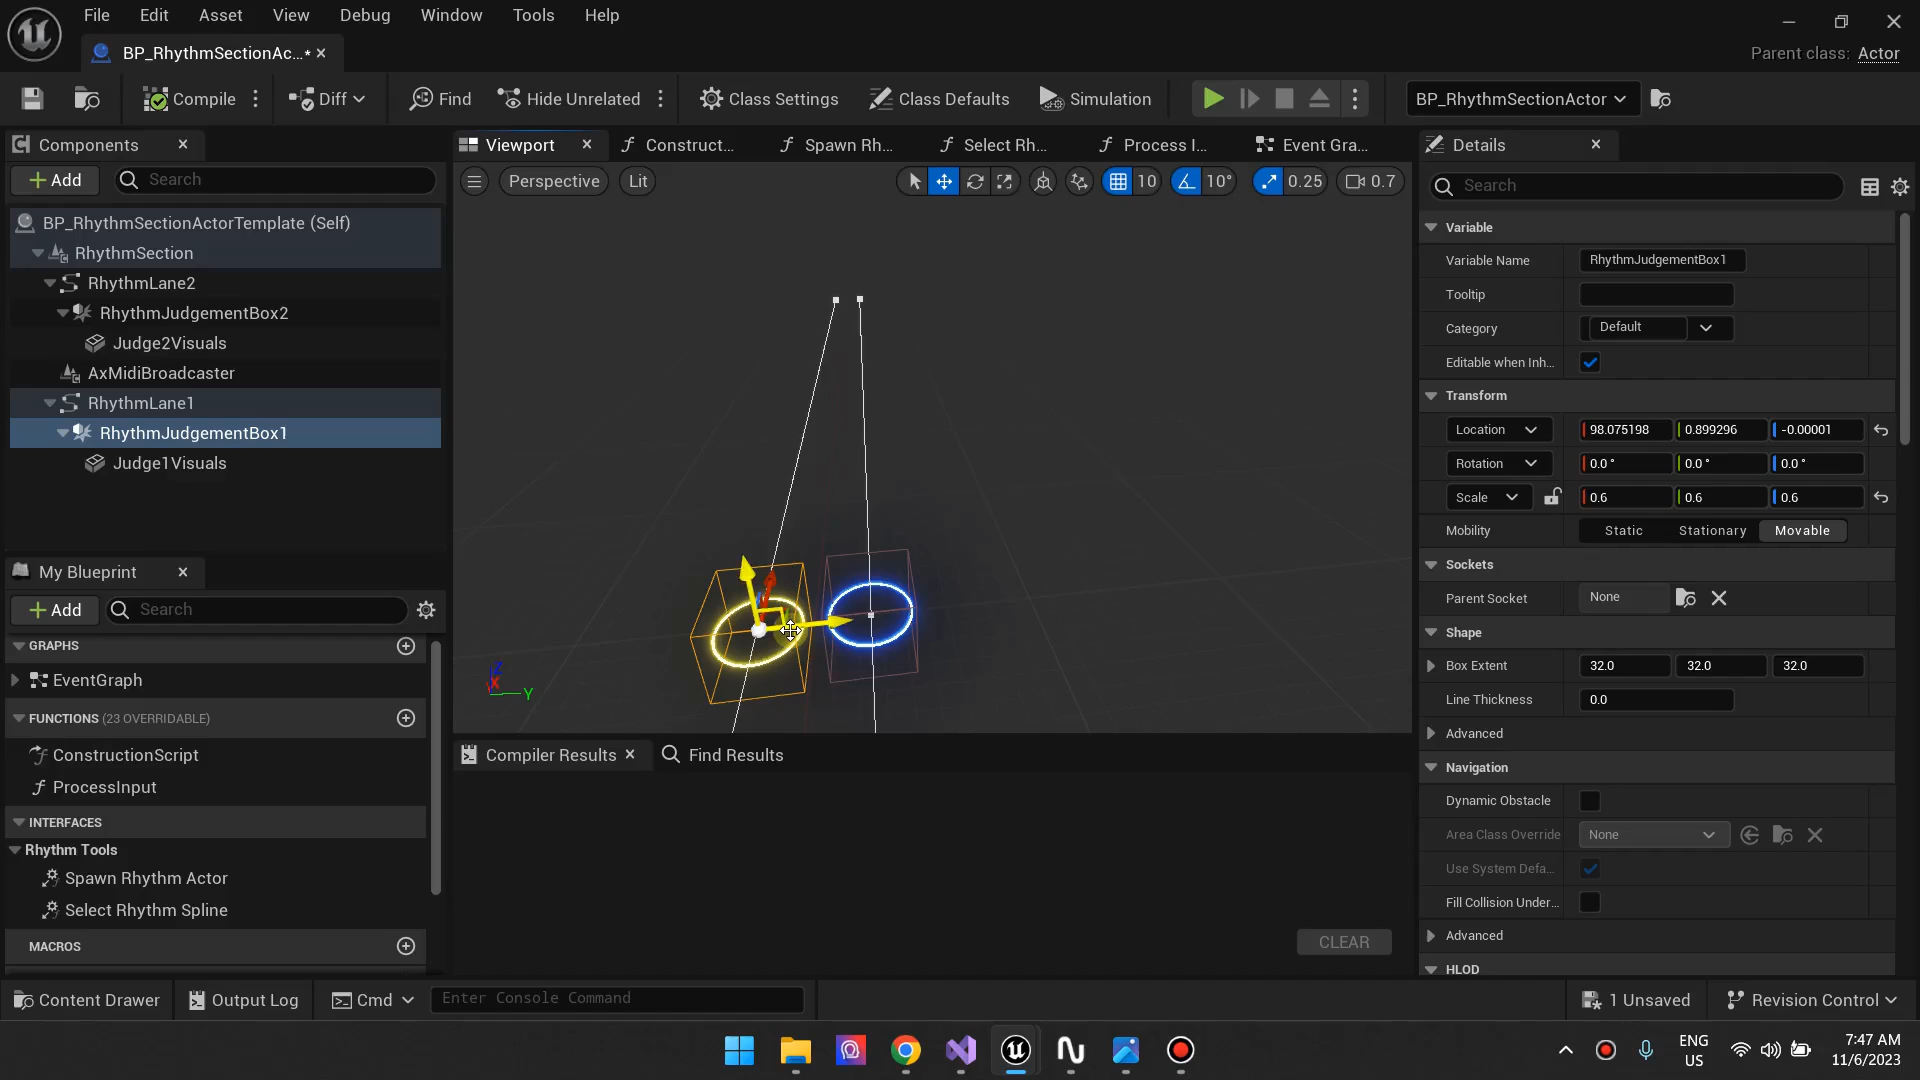 File Edit Asset View Debug Window Tools Help
BP_RhythmSectionAc...*
Parent class: Actor
Compile Diff Find Hide Unrelated Class Settings Class Defaults Simulation BP_RhythmSectionActor
Components
Add Search
BP_RhythmSectionActorTemplate (Self)
RhythmSection
RhythmLane2
RhythmJudgementBox2
Judge2Visuals
AxMidiBroadcaster
RhythmLane1
RhythmJudgementBox1
Judge1Visuals
My Blueprint
Add Search
GRAPHS
EventGraph
FUNCTIONS (23 OVERRIDABLE)
ConstructionScript
ProcessInput
INTERFACES
Rhythm Tools
Spawn Rhythm Actor
Select Rhythm Spline
MACROS
Viewport Construct... Spawn Rh... Select Rh... Process I... Event Gra...
Perspective Lit 10 10° 0.25 0.7
Z
X
Y
Compiler Results Find Results
CLEAR
Details
Search
Variable
Variable Name RhythmJudgementBox1
Tooltip
Category Default
Editable when Inh...
Transform
Location 98.075198 0.899296 -0.00001
Rotation 0.0 ° 0.0 ° 0.0 °
Scale 0.6 0.6 0.6
Mobility Static Stationary Movable
Sockets
Parent Socket None
Shape
Box Extent 32.0 32.0 32.0
Line Thickness 0.0
Advanced
Navigation
Dynamic Obstacle
Area Class Override None
Use System Defa...
Fill Collision Under...
Advanced
HLOD
Content Drawer Output Log Cmd Enter Console Command 1 Unsaved Revision Control
ENG
US
7:47 AM
11/6/2023